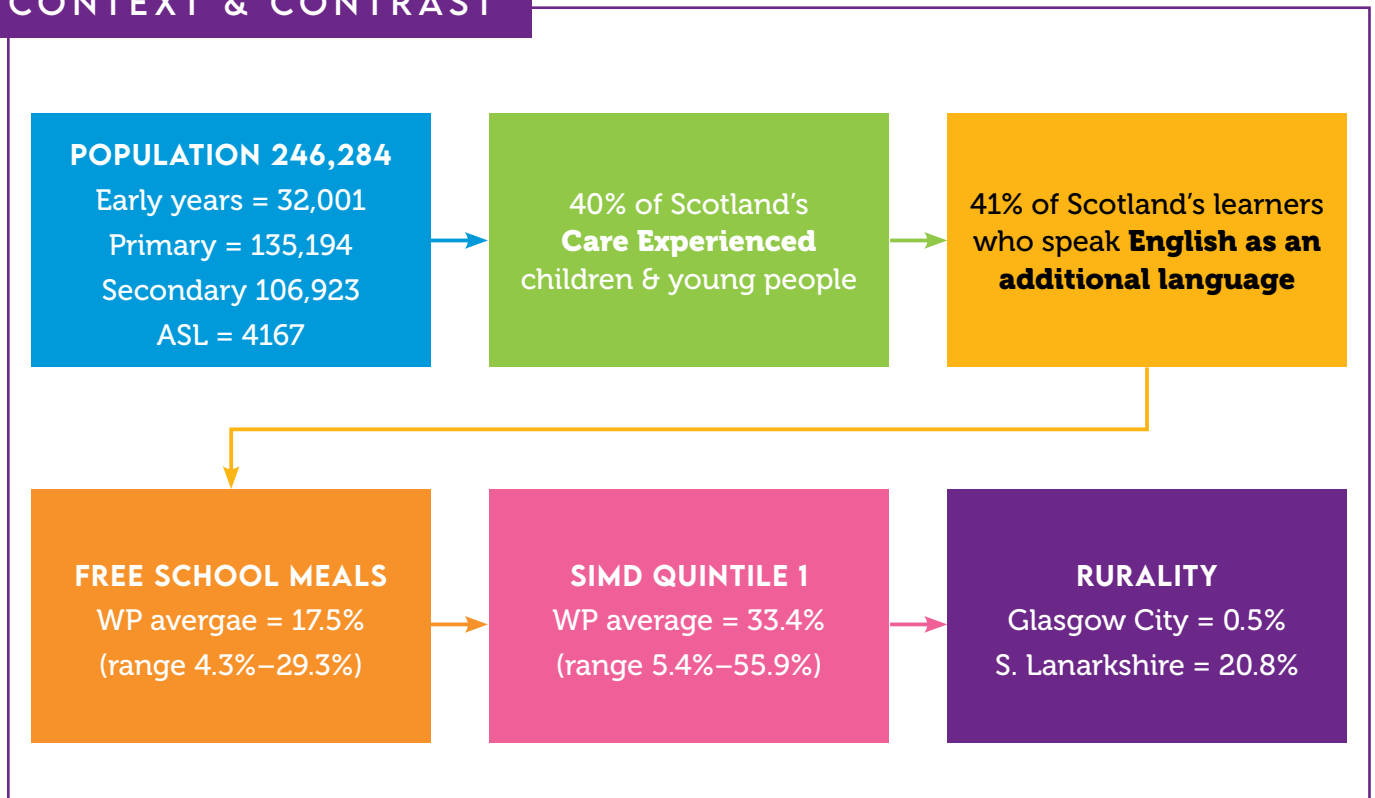 CONTEXT & CONTRAST
POPULATION 246,284
Early years = 32,001
Primary = 135,194
Secondary 106,923
ASL = 4167
40% of Scotland's
Care Experienced
children & young people
41% of Scotland's learners
who speak English as an
additional language
FREE SCHOOL MEALS
WP avergae = 17.5%
(range 4.3%–29.3%)
SIMD QUINTILE 1
WP average = 33.4%
(range 5.4%–55.9%)
RURALITY
Glasgow City = 0.5%
S. Lanarkshire = 20.8%